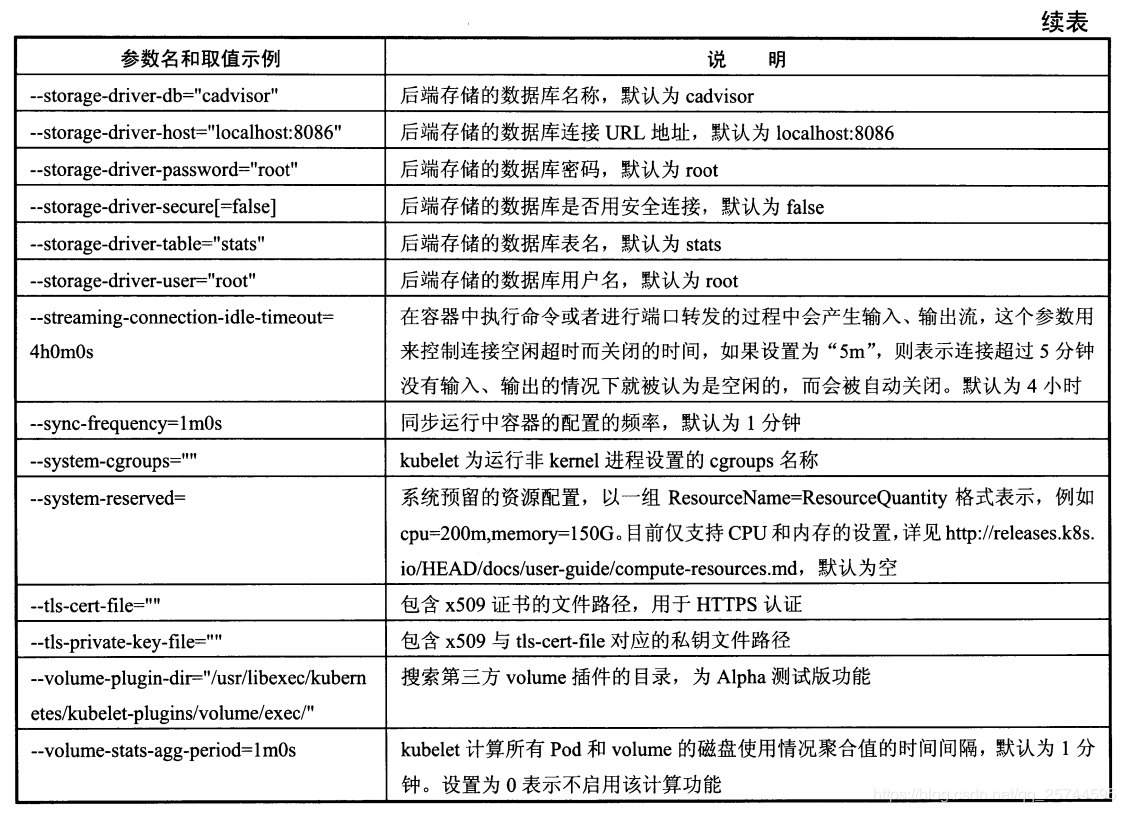 续表
参数名和取值示例
说 明
--storage-driver-db="cadvisor"
后端存储的数据库名称，默认为 cadvisor
--storage-driver-host="localhost:8086"
后端存储的数据库连接 URL 地址，默认为 localhost:8086
--storage-driver-password="root"
后端存储的数据库密码，默认为 root
--storage-driver-secure[=false]
后端存储的数据库是否用安全连接，默认为 false
--storage-driver-table="stats"
后端存储的数据库表名，默认为 stats
--storage-driver-user="root"
后端存储的数据库用户名，默认为 root
--streaming-connection-idle-timeout=
4h0m0s
在容器中执行命令或者进行端口转发的过程中会产生输入、输出流，这个参数用
来控制连接空闲超时而关闭的时间，如果设置为“5m”，则表示连接超过 5 分钟
没有输入、输出的情况下就被认为是空闲的，而会被自动关闭。默认为 4 小时
--sync-frequency=1m0s
同步运行中容器的配置的频率，默认为 1 分钟
--system-cgroups=""
kubelet 为运行非 kernel 进程设置的 cgroups 名称
--system-reserved=
系统预留的资源配置，以一组 ResourceName=ResourceQuantity 格式表示，例如
cpu=200m,memory=150G。目前仅支持 CPU 和内存的设置，详见 http://releases.k8s.
io/HEAD/docs/user-guide/compute-resources.md，默认为空
--tls-cert-file=""
包含 x509 证书的文件路径，用于 HTTPS 认证
--tls-private-key-file=""
包含 x509 与 tls-cert-file 对应的私钥文件路径
--volume-plugin-dir="/usr/libexec/kubern
etes/kubelet-plugins/volume/exec/"
搜索第三方 volume 插件的目录，为 Alpha 测试版功能
--volume-stats-agg-period=1m0s
kubelet 计算所有 Pod 和 volume 的磁盘使用情况聚合值的时间间隔，默认为 1 分
钟。设置为 0 表示不启用该计算功能
https://blog.csdn.net/qq_25744595